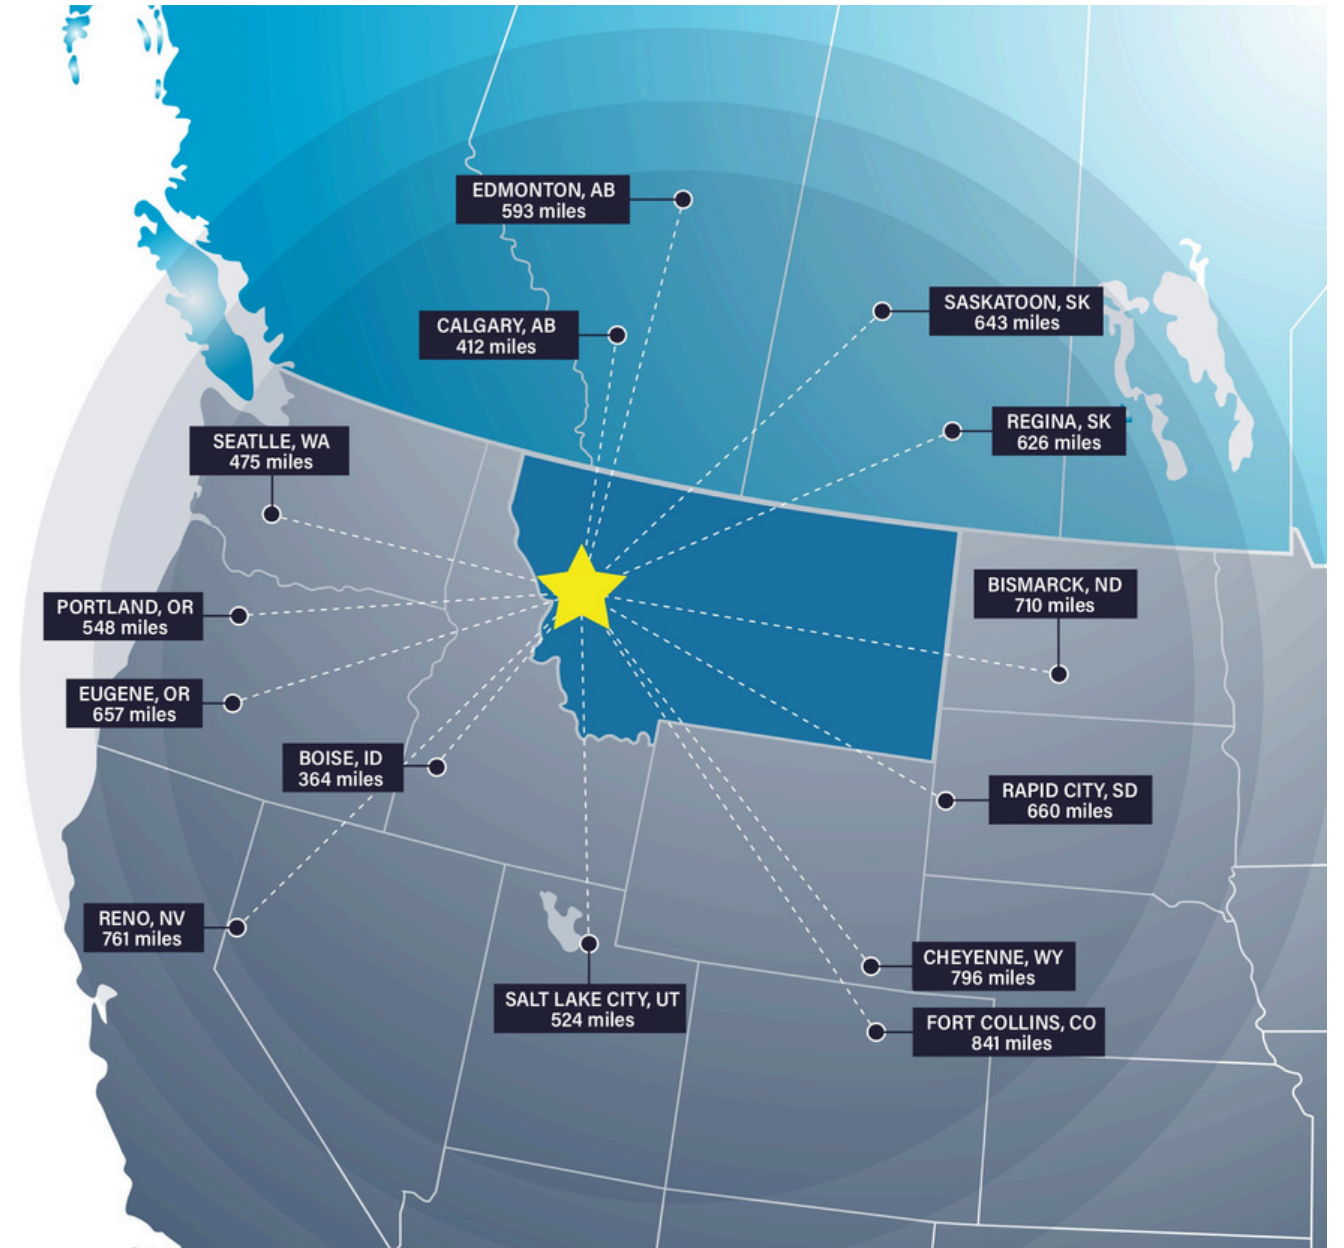 EDMONTON, AB
593 miles
SASKATOON, SK
643 miles
CALGARY, AB
412 miles
REGINA, SK
626 miles
SEATLLE, WA
475 miles
BISMARCK, ND
710 miles
PORTLAND, OR
548 miles
EUGENE, OR
657 miles
BOISE, ID
364 miles
RAPID CITY, SD
660 miles
RENO, NV
761 miles
CHEYENNE, WY
796 miles
SALT LAKE CITY, UT
524 miles
FORT COLLINS, CO
841 miles